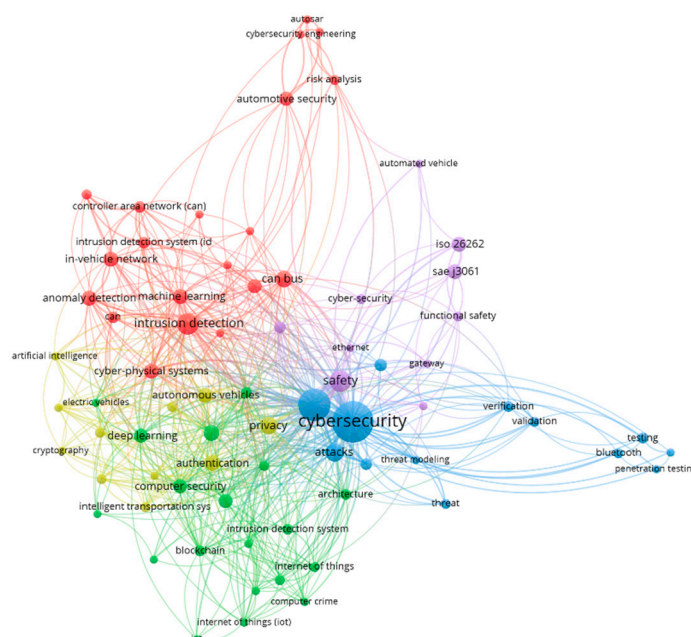 autosar
cybersecurity engineering
risk analysis
automotive security
automated vehicle
controller area network (can)
intrusion detection system (id
iso 26262
in-vehicle network
sae j3061
can bus
anomaly detection
machine learning
cyber-security
can
intrusion detection
functional safety
artificial intelligence
ethernet
cyber-physical systems
gateway
safety
electric vehicles
autonomous vehicles
verification
cybersecurity
validation
privacy
deep learning
testing
cryptography
attacks
bluetooth
authentication
threat modeling
penetration testin
computer security
architecture
intelligent transportation sys
threat
intrusion detection system
blockchain
internet of things
computer crime
internet of things (iot)